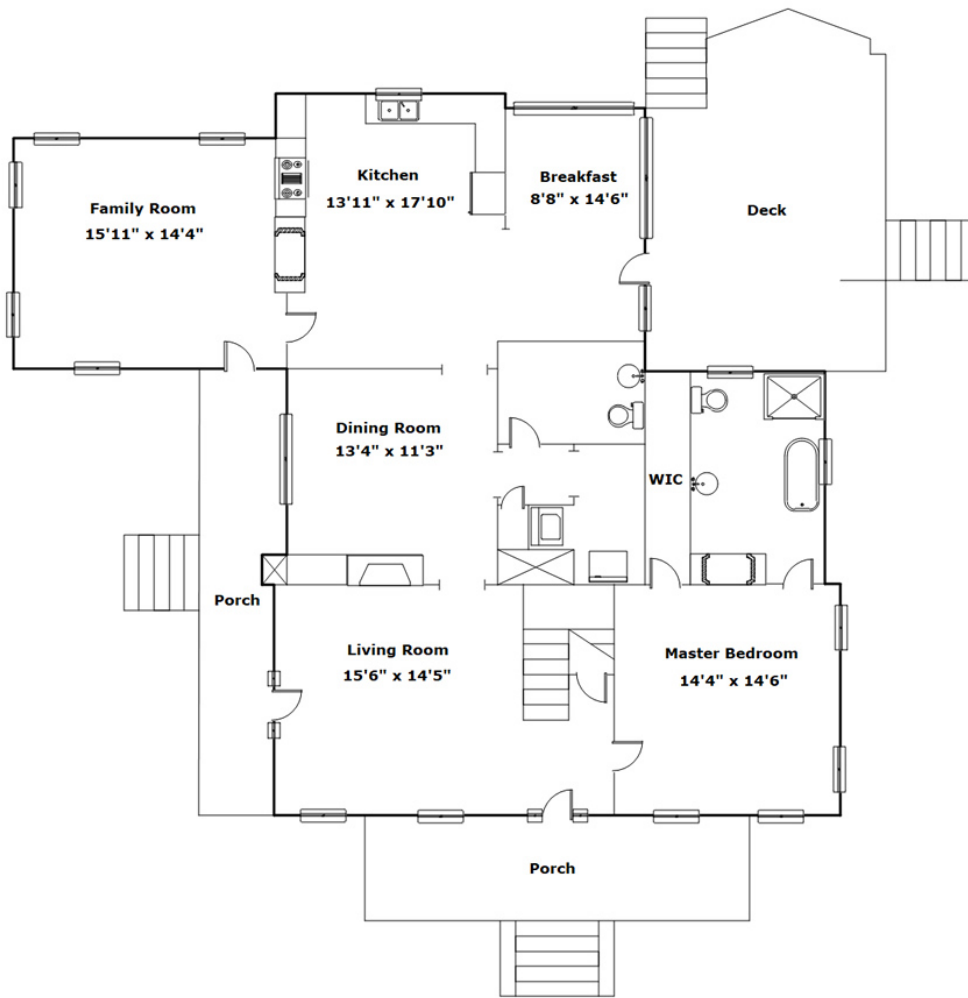 Kitchen
13'11" x 17'10"
Breakfast
8'8" x 14'6"
Family Room
15'11" x 14'4"
Deck
Dining Room
13'4" x 11'3"
WIC
Porch
Living Room
15'6" x 14'5"
Master Bedroom
14'4" x 14'6"
Porch